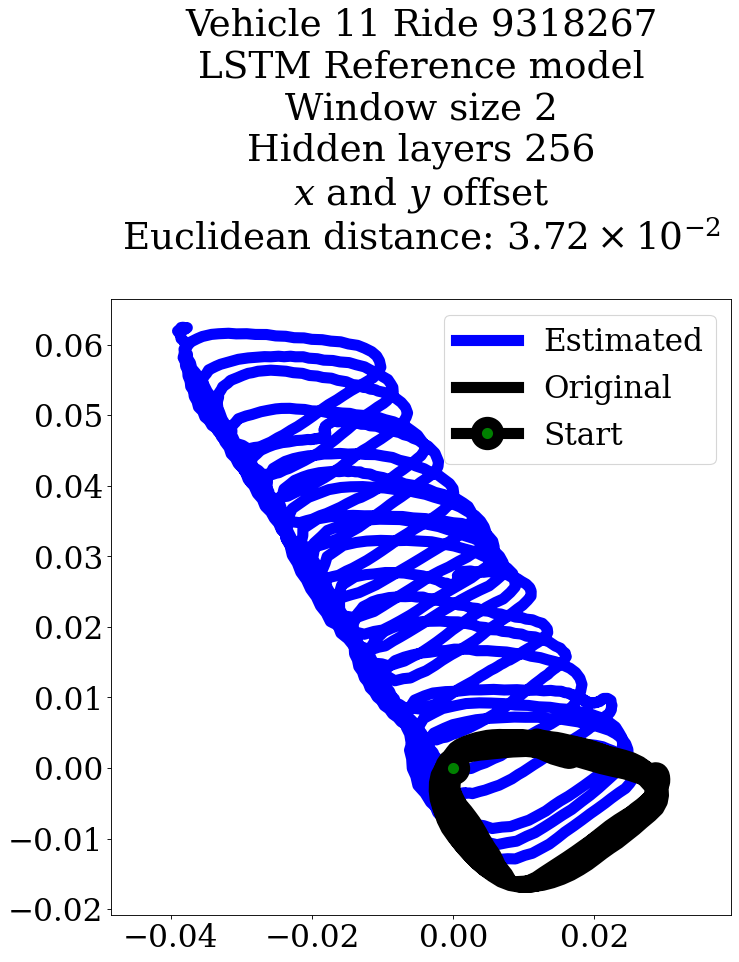 Vehicle 11 Ride 9318267
LSTM Reference model
Window size 2
Hidden layers 256
x and y offset
Euclidean distance: 3.72 × 10⁻²
Estimated
Original
Start
0.06
0.05
0.04
0.03
0.02
0.01
0.00
−0.01
−0.02
−0.04 −0.02 0.00 0.02